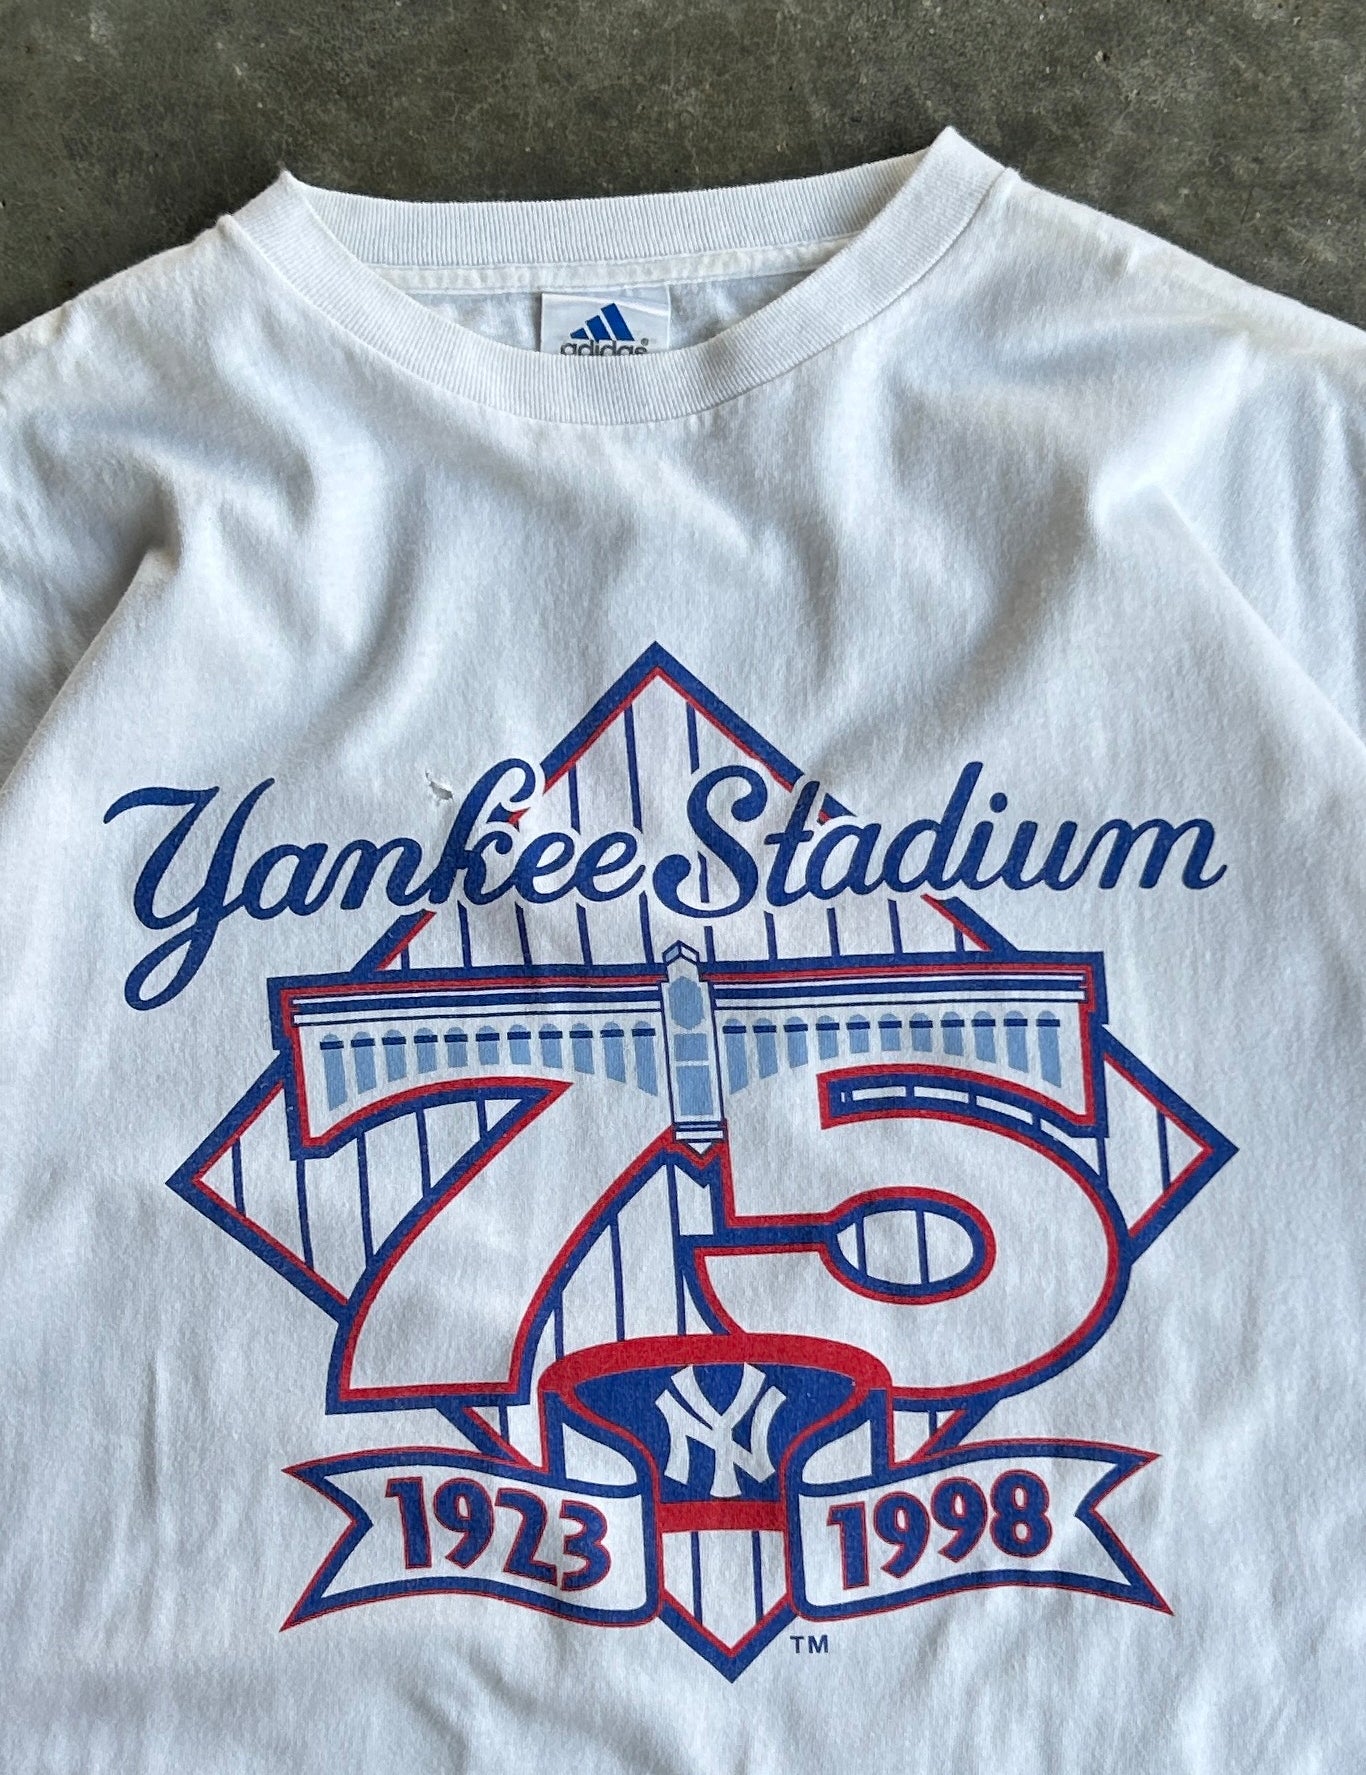 adidas
Yankee Stadium
75
NY
1923 1998
TM